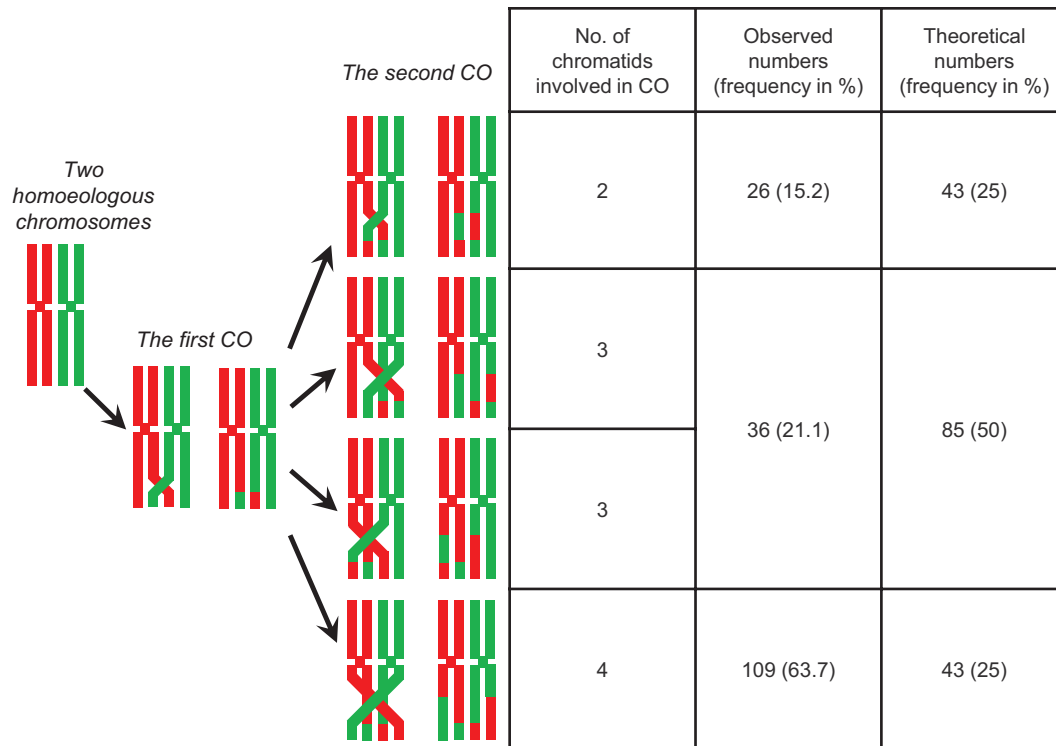 Two
homoeologous
chromosomes
The first CO
The second CO
No. of
chromatids
involved in CO
Observed
numbers
(frequency in %)
Theoretical
numbers
(frequency in %)
2
26 (15.2)
43 (25)
3
36 (21.1)
85 (50)
3
4
109 (63.7)
43 (25)